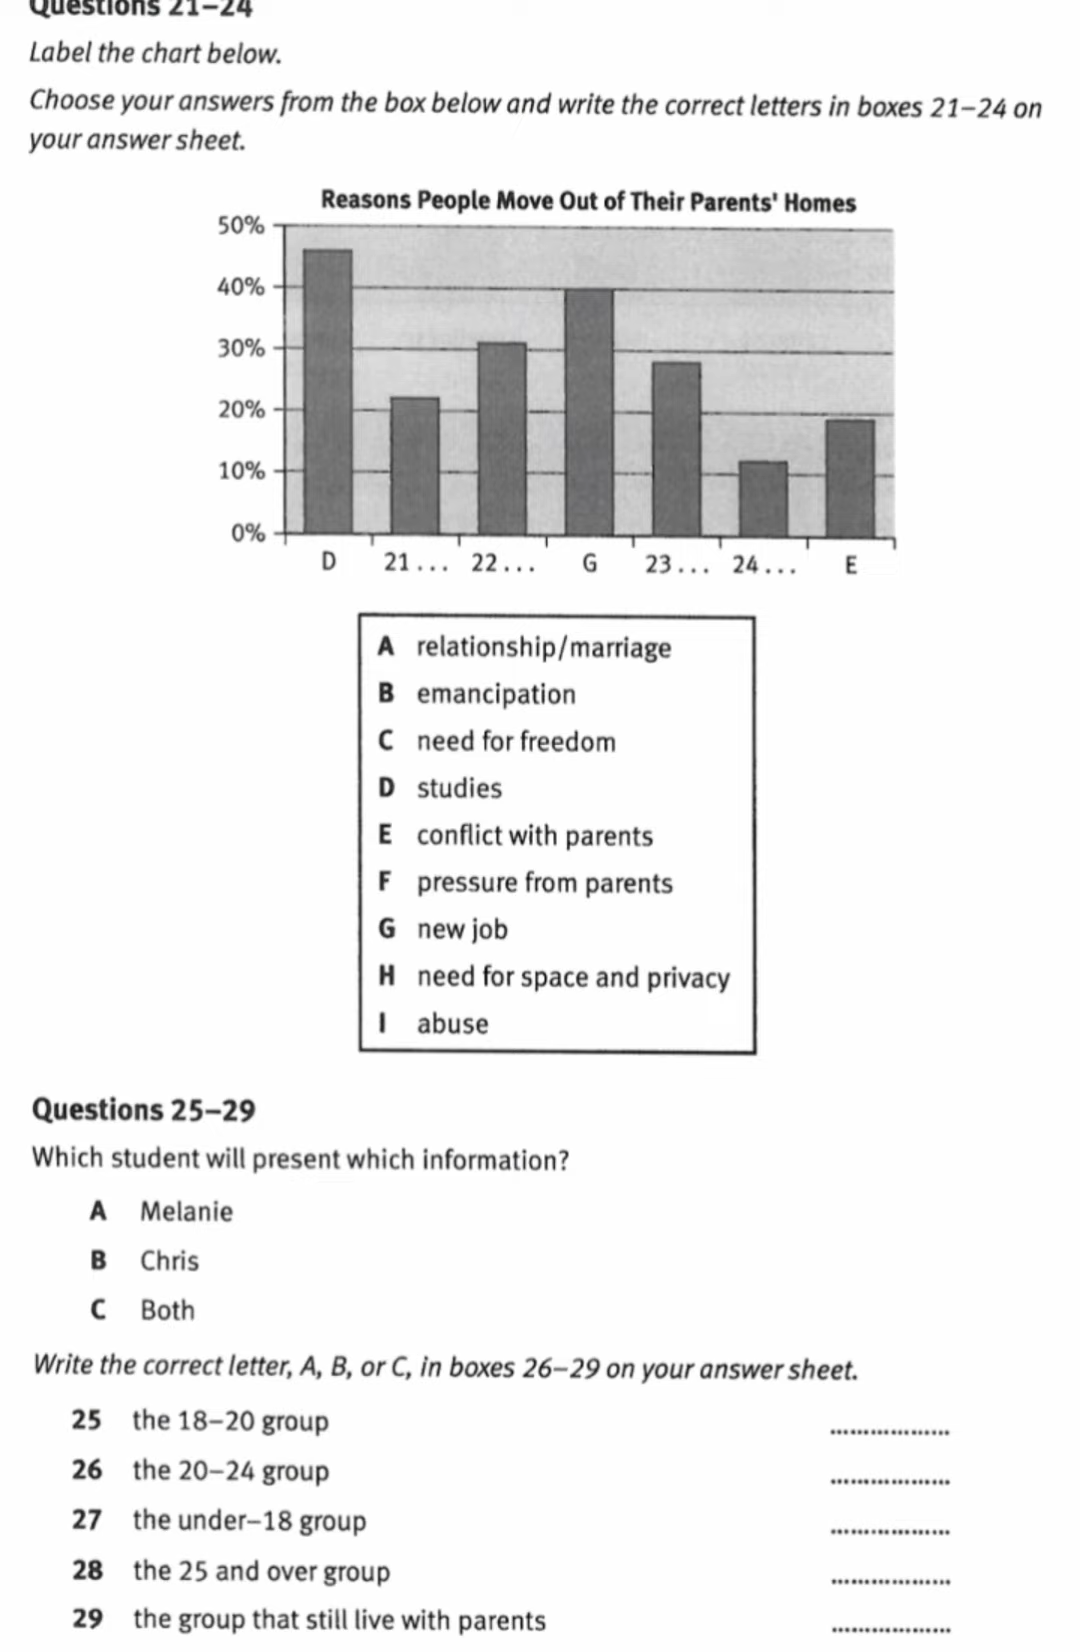 Questions 21–24
Label the chart below.
Choose your answers from the box below and write the correct letters in boxes 21–24 on
your answer sheet.
Reasons People Move Out of Their Parents' Homes
50%
40%
30%
20%
10%
0%
D 21... 22... G 23... 24... E
A relationship/marriage
B emancipation
C need for freedom
D studies
E conflict with parents
F pressure from parents
G new job
H need for space and privacy
I abuse
Questions 25–29
Which student will present which information?
A Melanie
B Chris
C Both
Write the correct letter, A, B, or C, in boxes 26–29 on your answer sheet.
25 the 18–20 group ..................
26 the 20–24 group ..................
27 the under–18 group ..................
28 the 25 and over group ..................
29 the group that still live with parents ..................